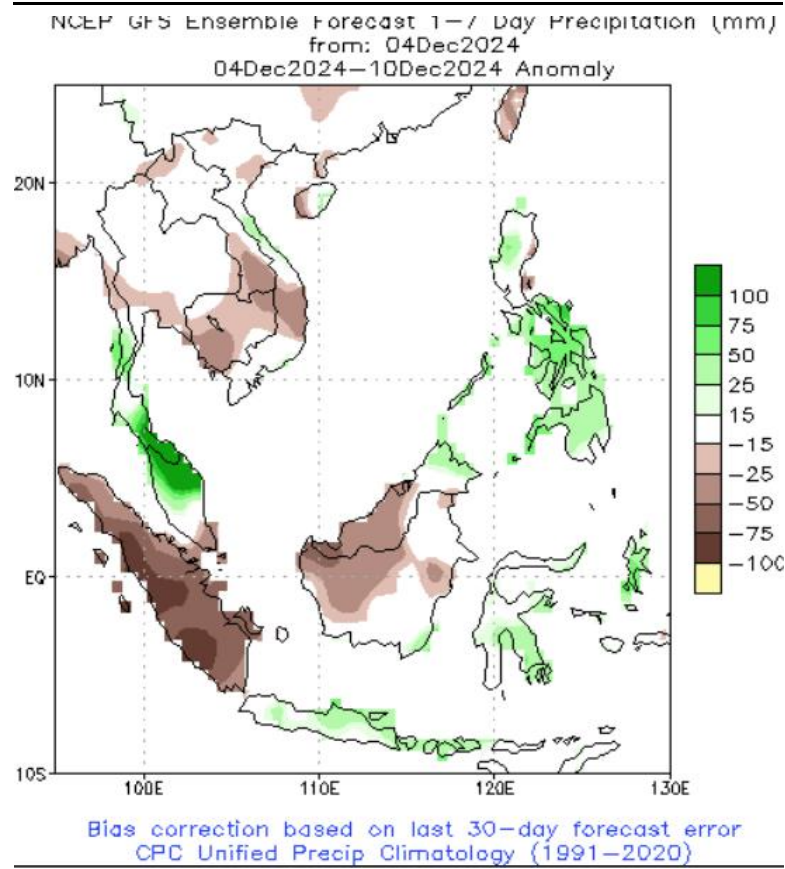 NCEP GFS Ensemble Forecast 1-7 Day Precipitation (mm)
from: 04Dec2024
04Dec2024-10Dec2024 Anomaly
20N
10N
EQ
10S
100E
110E
120E
130E
100
75
50
25
15
-15
-25
-50
-75
-100
Bias correction based on last 30-day forecast error
CPC Unified Precip Climatology (1991-2020)